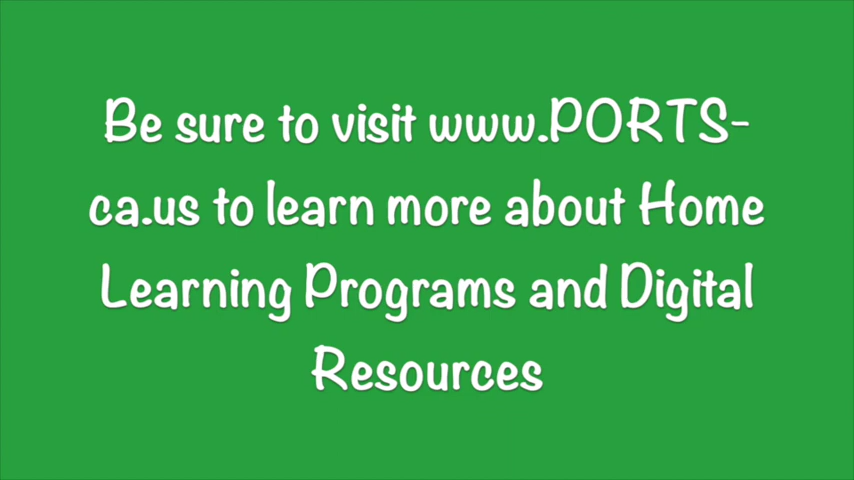 Be sure to visit www.PORTS-
ca.us to learn more about Home
Learning Programs and Digital
Resources